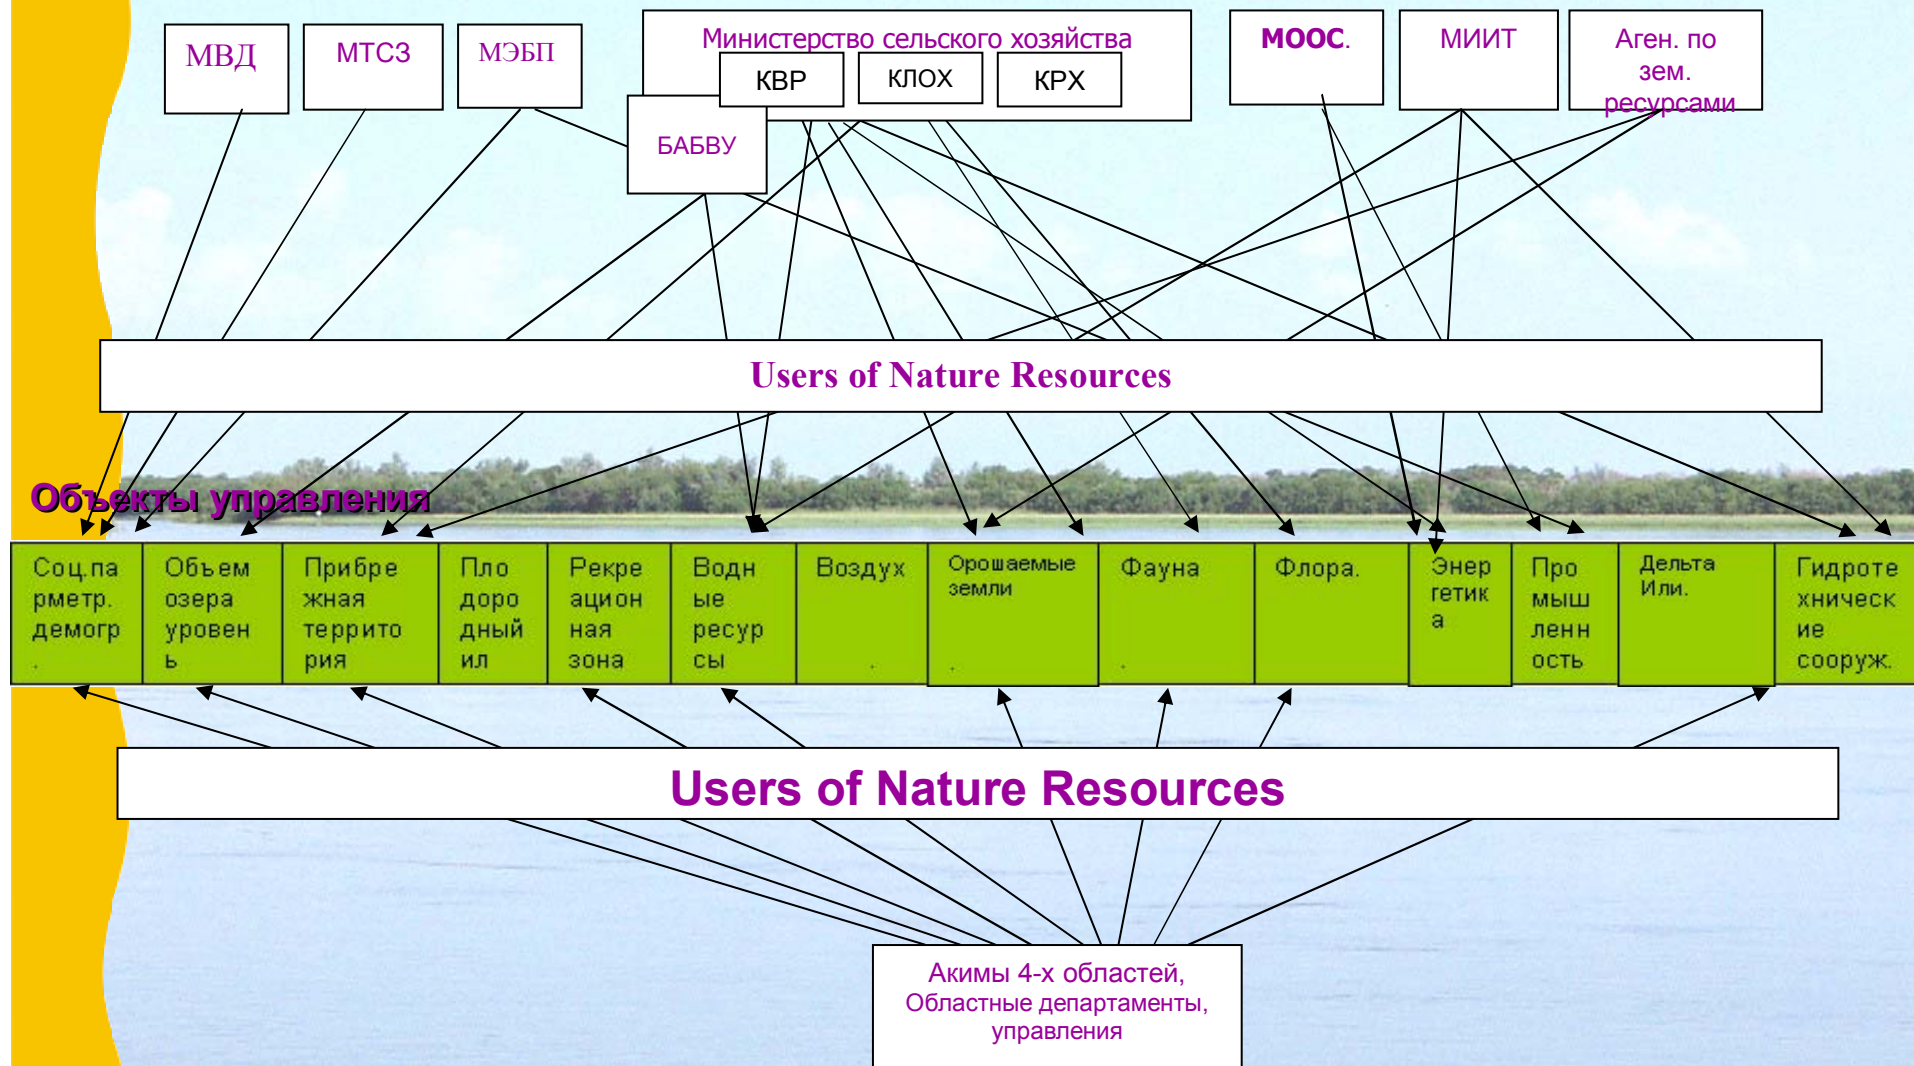 МВД
МТСЗ
МЭБП
Министерство сельского хозяйства
КВР
КЛОХ
КРХ
БАБВУ
МООС.
МИИТ
Аген. по
зем.
ресурсами
Users of Nature Resources
Объекты управления
Соц.па
рметр.
демогр
.
Объем
озера
уровен
ь
Прибре
жная
террито
рия
Пло
доро
дный
ил
Рекре
ацион
ная
зона
Водн
ые
ресур
сы
Воздух
.
Орошаемые
земли
.
Фауна
.
Флора.
Энер
гетик
а
Про
мыш
ленн
ость
Дельта
Или.
Гидроте
хническ
ие
сооруж.
Users of Nature Resources
Акимы 4-х областей,
Областные департаменты,
управления